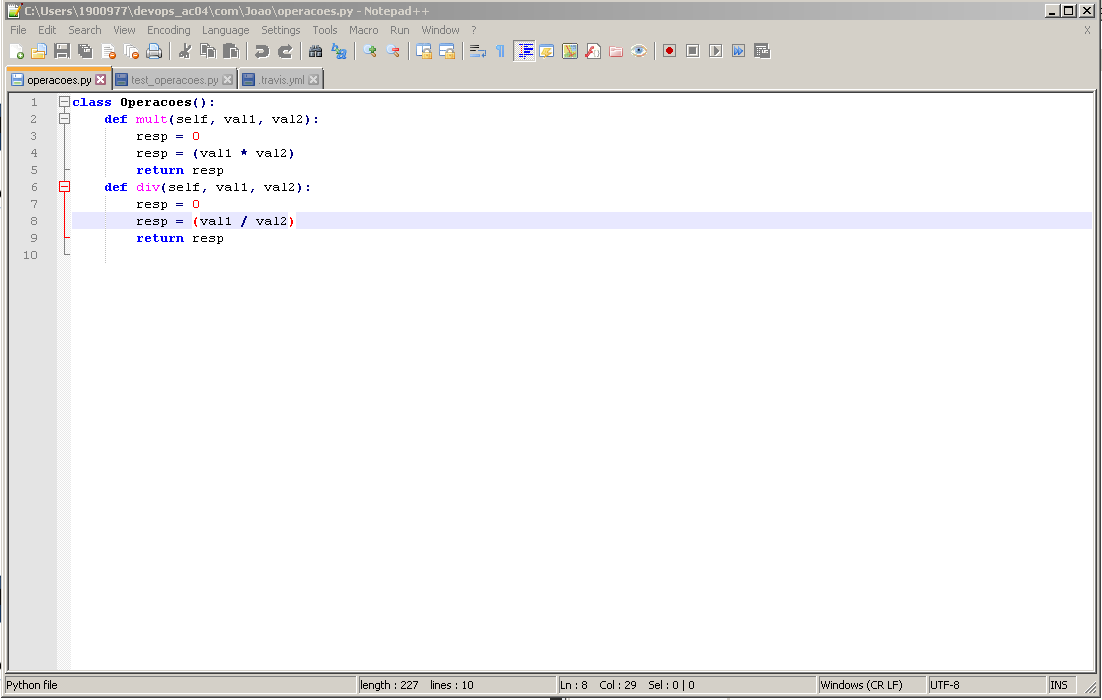 C:\Users\1900977\devops_ac04\com\Joao\operacoes.py - Notepad++
File Edit Search View Encoding Language Settings Tools Macro Run Window ? X
operacoes.py test_operacoes.py .travis.yml
1 class Operacoes():
2     def mult(self, val1, val2):
3         resp = 0
4         resp = (val1 * val2)
5         return resp
6     def div(self, val1, val2):
7         resp = 0
8         resp = (val1 / val2)
9         return resp
10
Python file length : 227 lines : 10 Ln : 8 Col : 29 Sel : 0 | 0 Windows (CR LF) UTF-8 INS